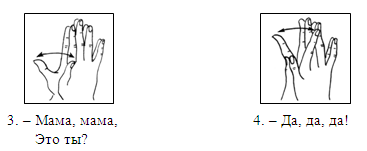 3. – Мама, мама,
Это ты?
4. – Да, да, да!